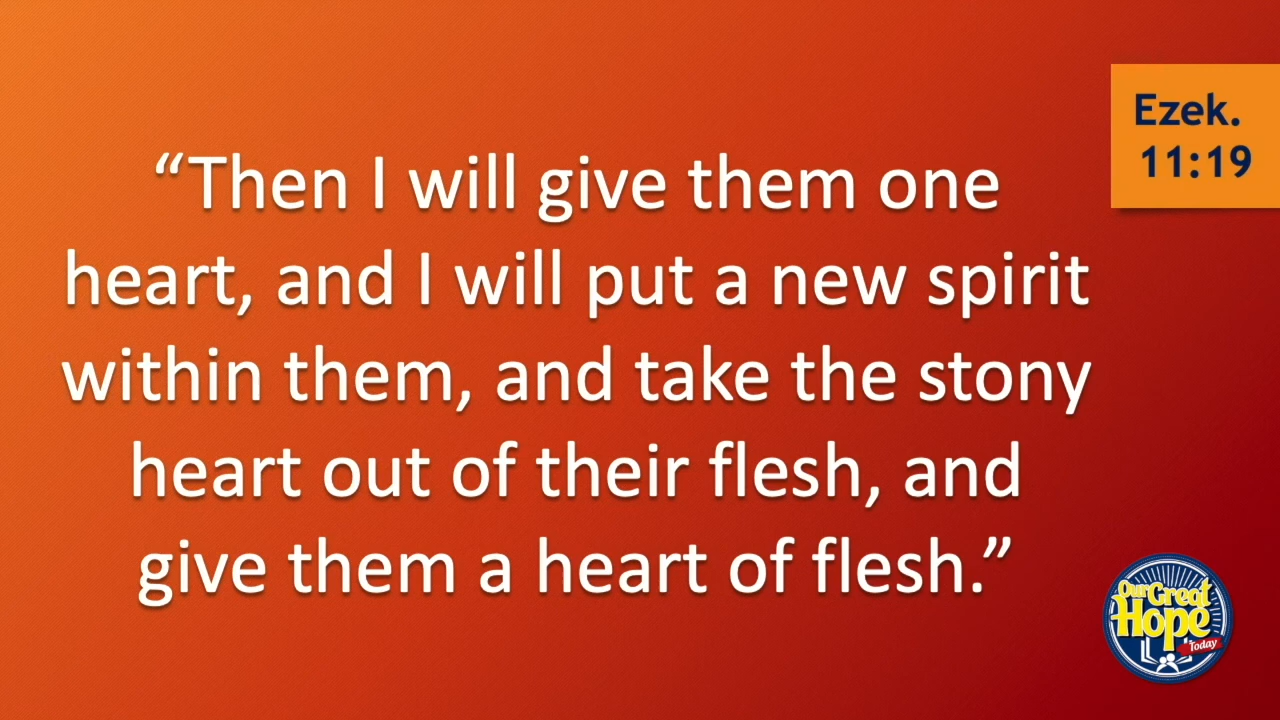 Ezek.
11:19
“Then I will give them one
heart, and I will put a new spirit
within them, and take the stony
heart out of their flesh, and
give them a heart of flesh.”
Our Great
Hope
Today